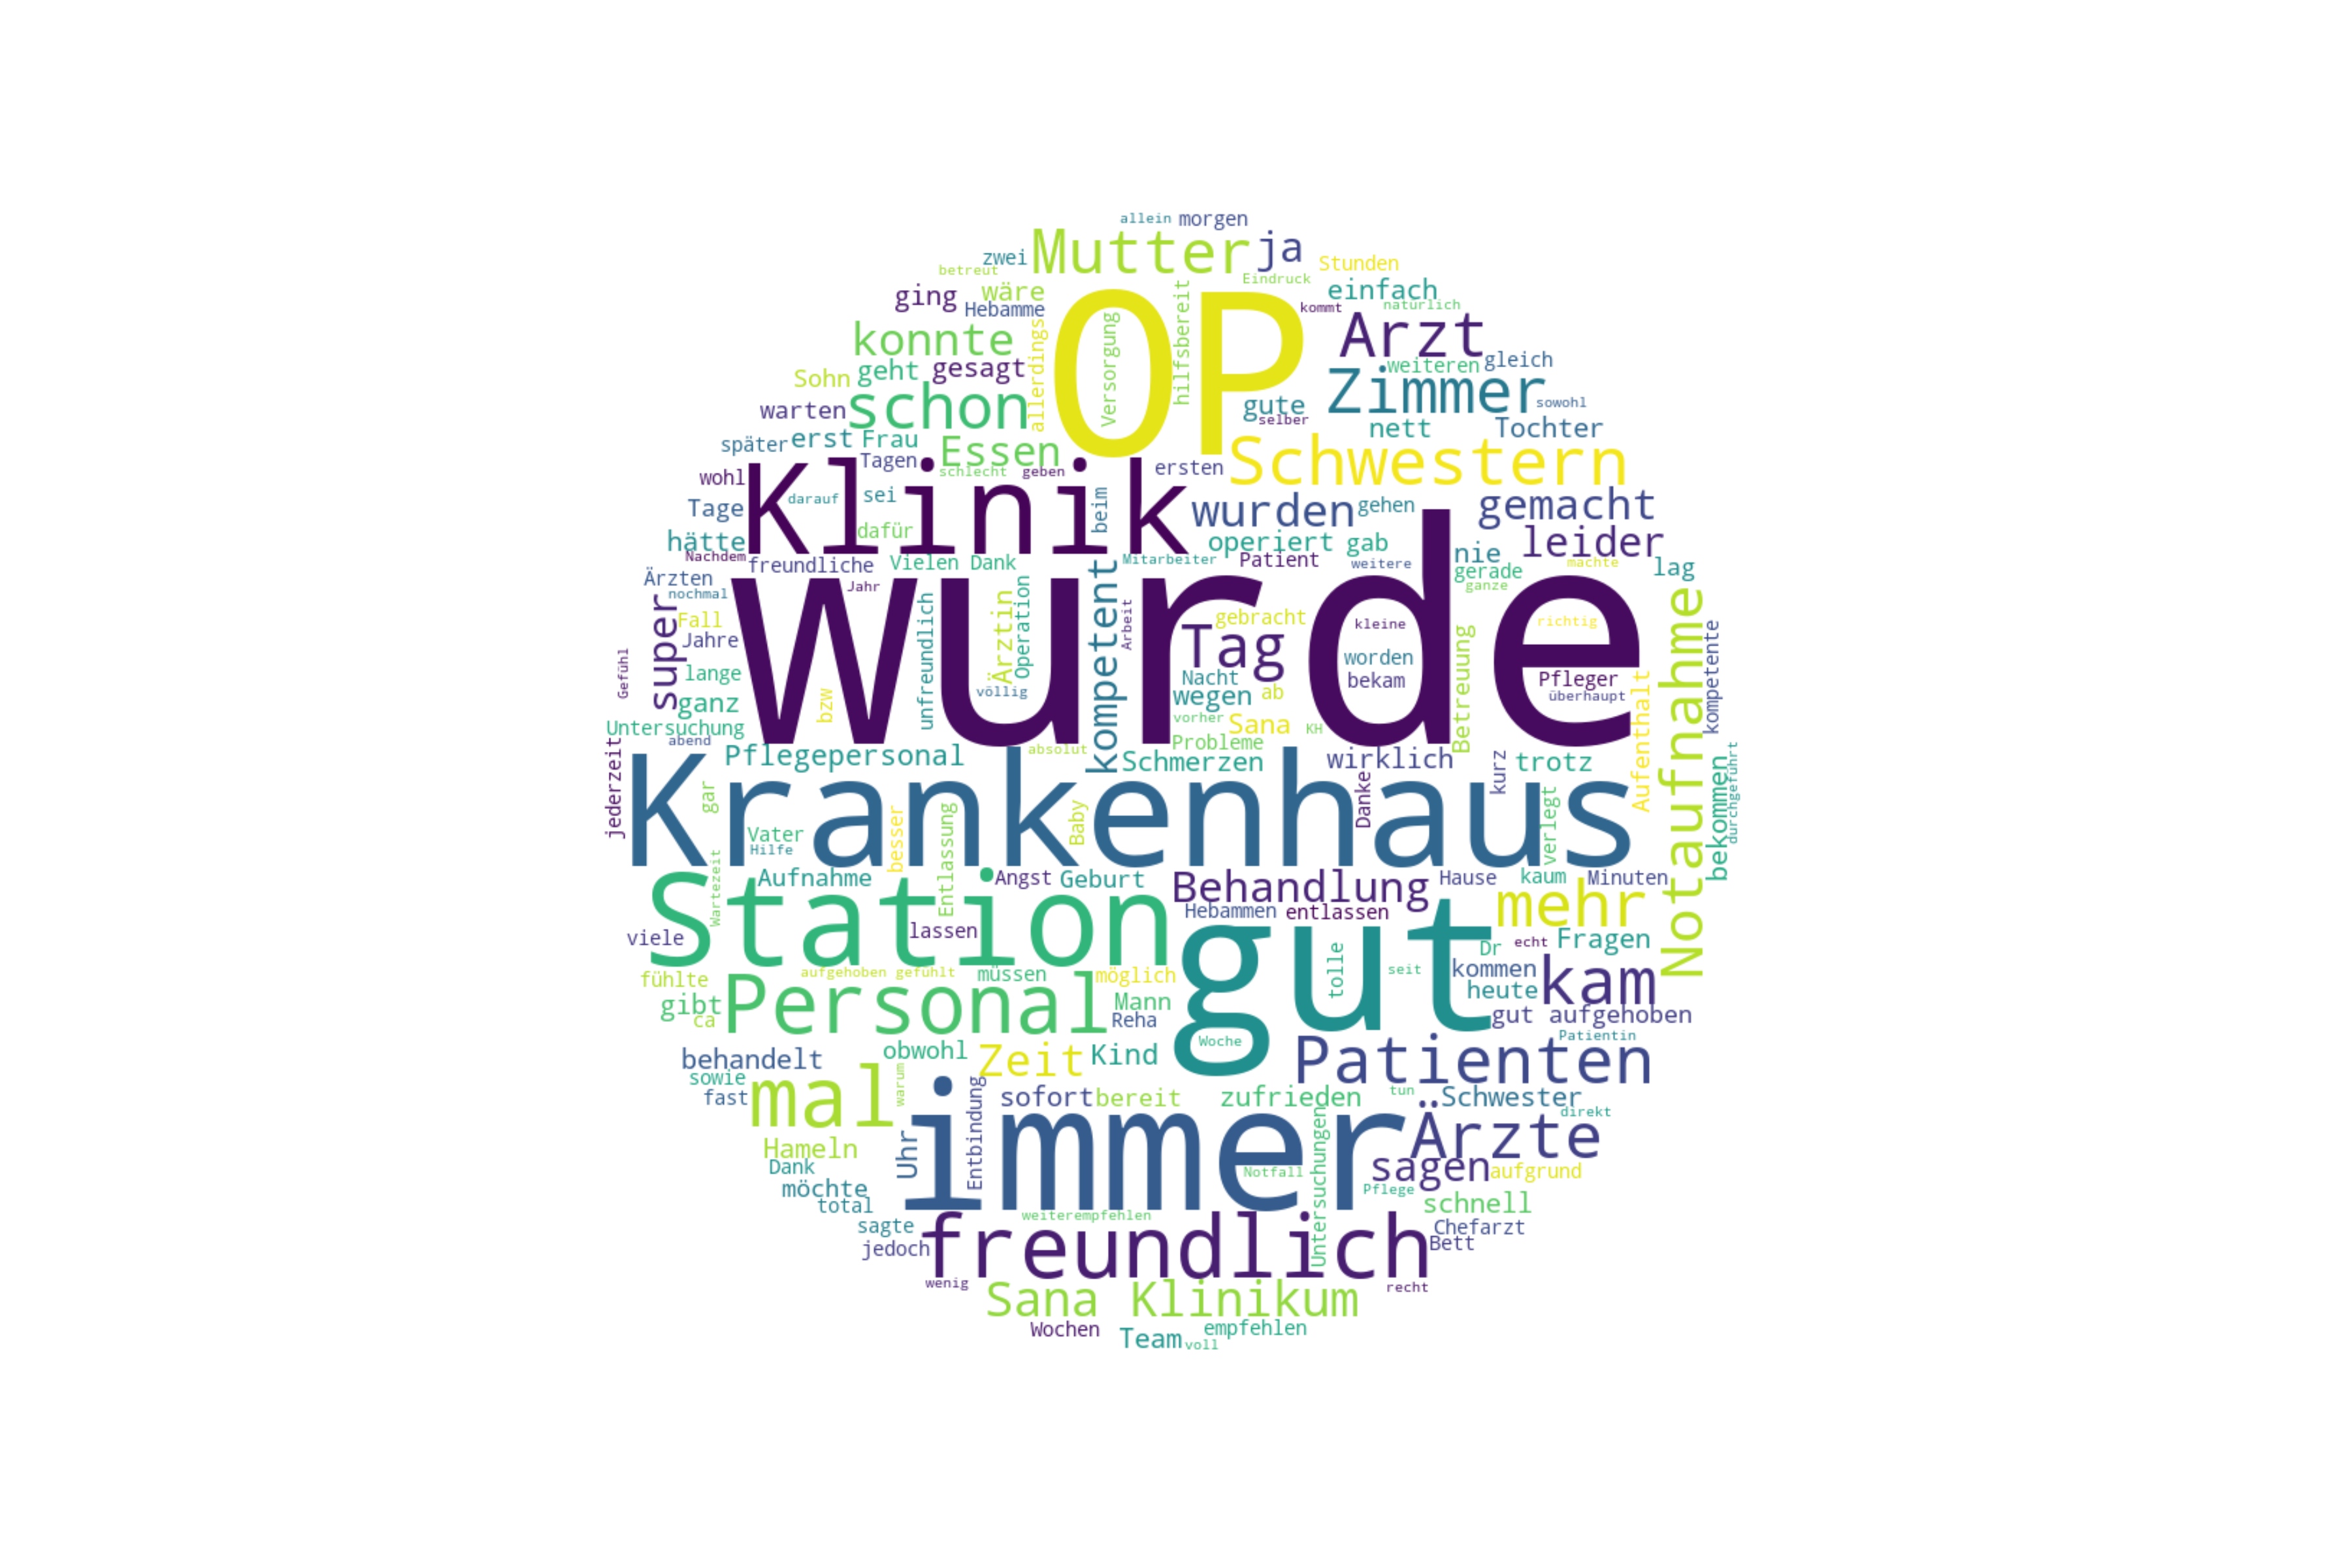 allein morgen
zwei Mutter ja Stunden
betreut Eindruck
ging wäre einfach
Hebamme kommt natürlich
konnte OP Arzt
allerdings Versorgung hilfsbereit
Sohn geht gesagt weiteren gleich
warten schon gute Zimmer sowohl
selber
später erst Frau Essen nett Tochter
wohl Tagen schlecht geben ersten Schwestern
Tage Klinik darauf sei beim wurden gehen gemacht
hätte dafür operiert gab nie leider
Nachdem freundliche Vielen Dank Mitarbeiter Patient weitere gerade machte lag
Ärzten Jahr ganze
nochmal wurde
super Fall unfreundlich Ärztin Operation kompetent Arbeit gebracht kleine richtig Notaufnahme kompetente
Jahre Tag worden Betreuung
Gefühl lange Nacht bekam Pfleger
ganz bzw völlig wegen ab überhaupt Aufenthalt
Untersuchung vorher Sana KH
abend absolut Probleme
jederzeit Pflegepersonal Schmerzen wirklich kurz trotz bekommen durchgeführt
Krankenhaus
gar Vater besser Entlassung Baby Danke verlegt
Hilfe
Wartezeit Aufnahme Angst Geburt Behandlung Hause kaum Minuten
Station Hebammen entlassen mehr
viele lassen gut tolle Dr echt Fragen
fühlte aufgehoben gefühlt müssen möglich seit kommen kam
gibt Personal Mann heute
ca Reha gut aufgehoben
behandelt obwohl Zeit Kind Woche Patienten Patientin
sowie mal warum
fast sofort bereit zufrieden tun Schwester
immer Ärzte direkt
Hameln Uhr Entbindung Untersuchungen
Dank Notfall sagen aufgrund
möchte Pflege
total schnell
sagte weiterempfehlen Chefarzt
jedoch freundlich Bett
wenig recht
Sana Klinikum
Wochen Team voll empfehlen